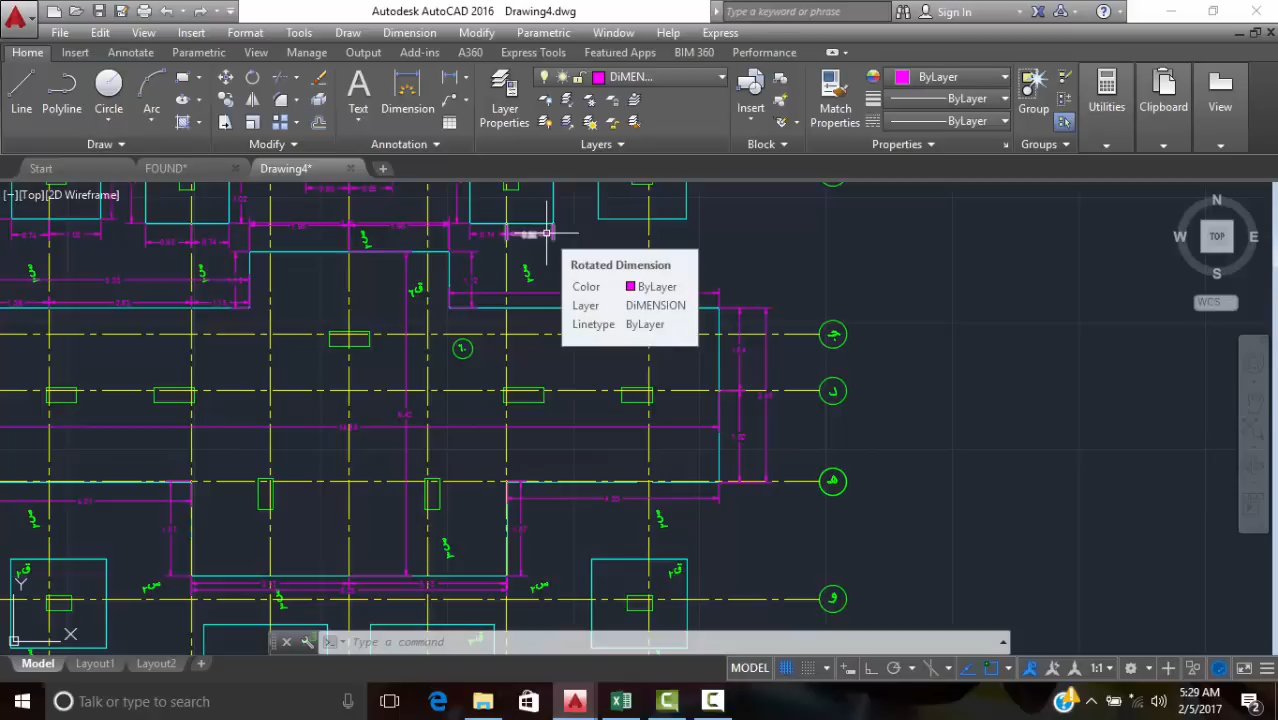 Autodesk AutoCAD 2016 Drawing4.dwg
Type a keyword or phrase
Sign In
File Edit View Insert Format Tools Draw Dimension Modify Parametric Window Help Express
Home Insert Annotate Parametric View Manage Output Add-ins A360 Express Tools Featured Apps BIM 360 Performance
Line Polyline Circle Arc
Text Dimension
Layer Properties
DiMEN...
Insert
Match Properties
ByLayer
ByLayer
ByLayer
Group
Utilities
Clipboard
View
Draw Modify Annotation Layers Block Properties Groups
Start FOUND* Drawing4*
[−][Top][2D Wireframe]
N
W TOP E
S
WCS
Rotated Dimension
Color ByLayer
Layer DiMENSION
Linetype ByLayer
ج
د
هـ
و
Y
X
Type a command
Model Layout1 Layout2
MODEL
1:1
Talk or type to search
5:29 AM
2/5/2017
2